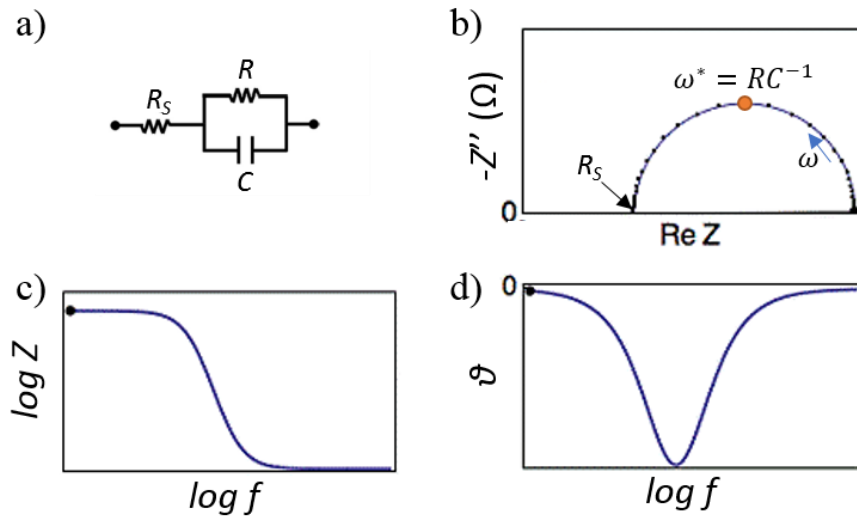 a)
R
R_S
C
b)
-Z'' (Ω)
ω* = RC⁻¹
ω
R_S
0
Re Z
c)
log Z
log f
d)
0
ϑ
log f